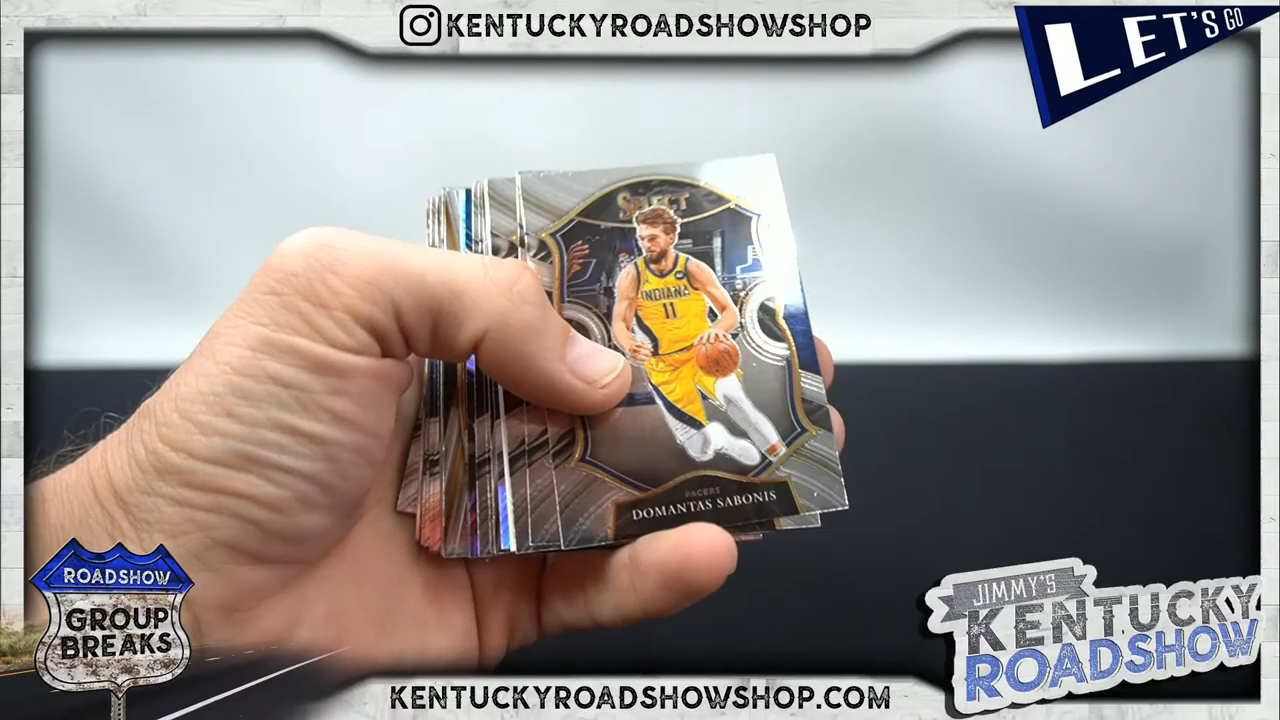 KENTUCKYROADSHOWSHOP
LET'S GO
SELECT
INDIANA
11
PACERS
DOMANTAS SABONIS
ROADSHOW
GROUP
BREAKS
JIMMY'S
KENTUCKY
ROADSHOW
KENTUCKYROADSHOWSHOP.COM